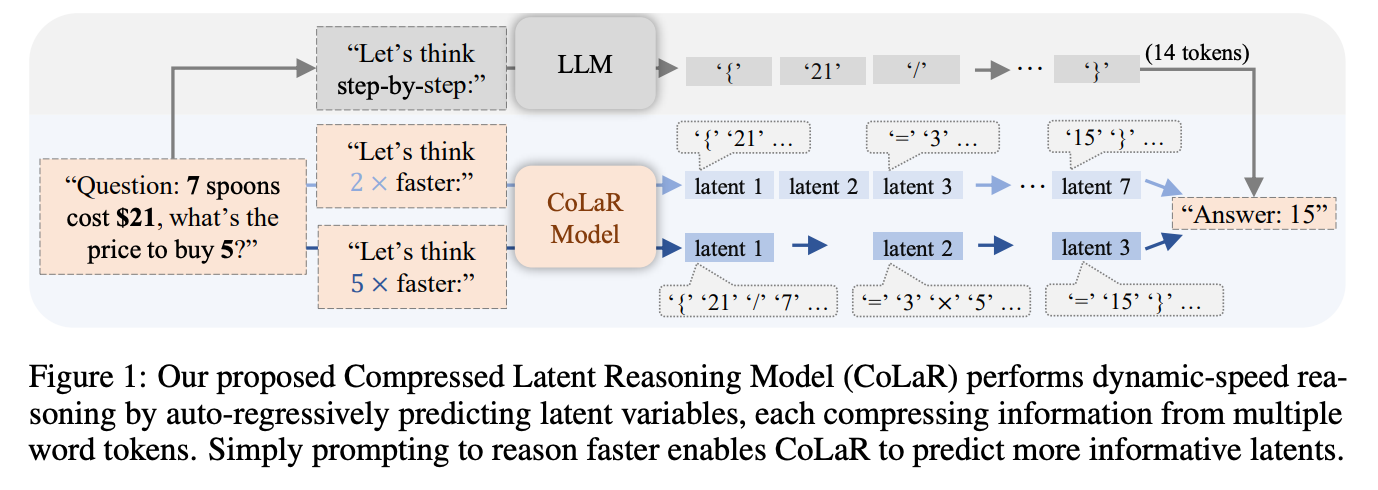 “Let’s think
step-by-step:”
LLM
‘{’ ‘21’ ‘/’ ··· ‘}’
(14 tokens)
“Question: 7 spoons
cost $21, what’s the
price to buy 5?”
“Let’s think
2 × faster:”
“Let’s think
5 × faster:”
CoLaR
Model
‘{’ ‘21’ … ‘=’ ‘3’ … ‘15’ ‘}’ …
latent 1 latent 2 latent 3 ··· latent 7
latent 1 latent 2 latent 3
‘{’ ‘21’ ‘/’ ‘7’ … ‘=’ ‘3’ ‘×’ ‘5’ … ‘=’ ‘15’ ‘}’ …
“Answer: 15”
Figure 1: Our proposed Compressed Latent Reasoning Model (CoLaR) performs dynamic-speed rea-
soning by auto-regressively predicting latent variables, each compressing information from multiple
word tokens. Simply prompting to reason faster enables CoLaR to predict more informative latents.